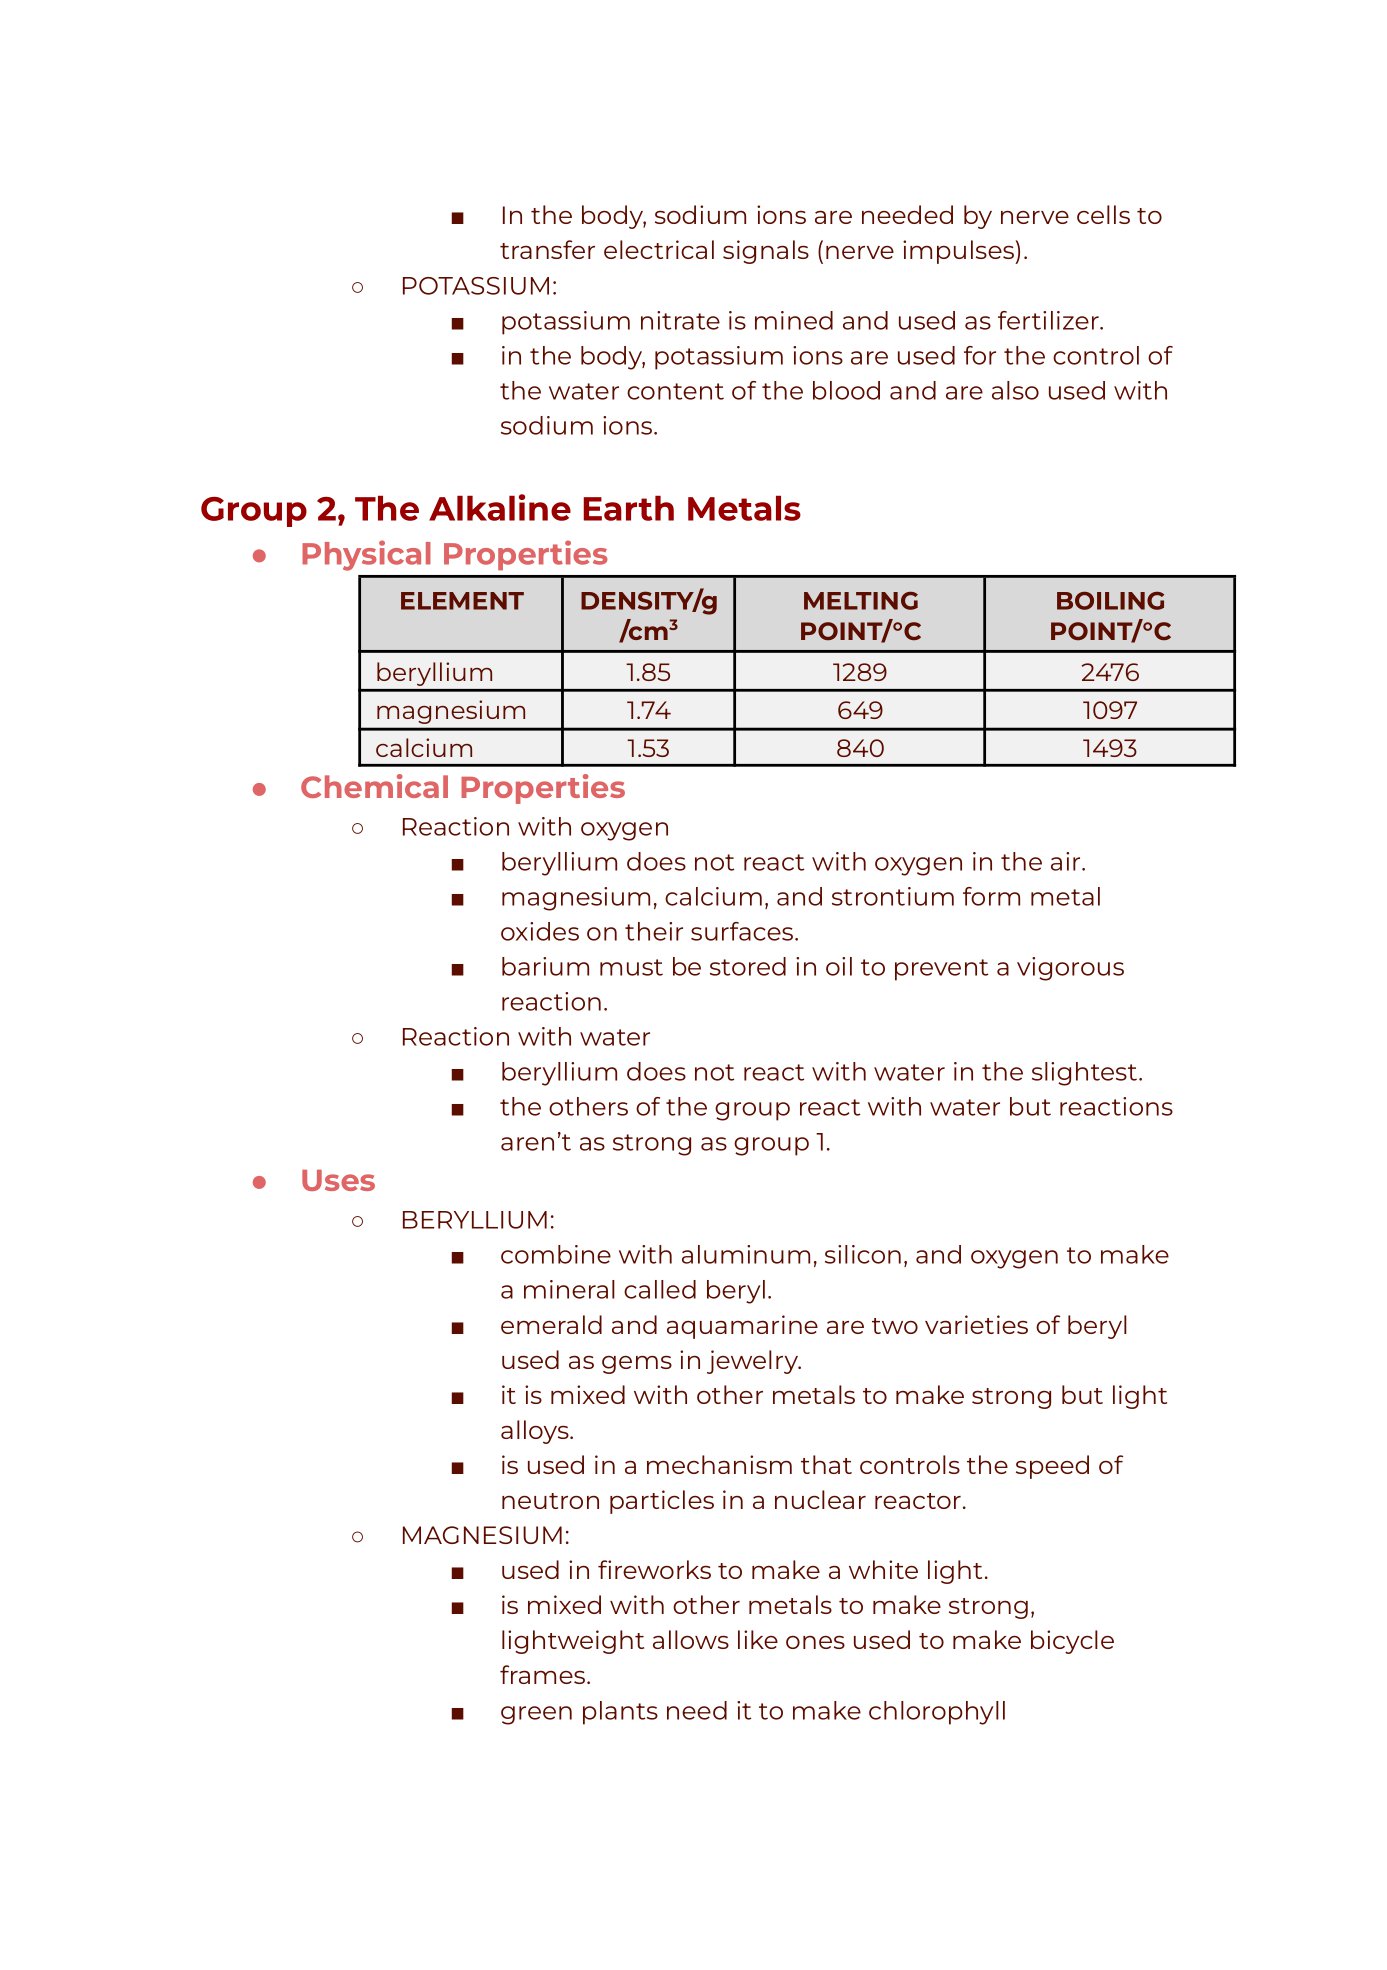 ■ In the body, sodium ions are needed by nerve cells to
transfer electrical signals (nerve impulses).
○ POTASSIUM:
■ potassium nitrate is mined and used as fertilizer.
■ in the body, potassium ions are used for the control of
the water content of the blood and are also used with
sodium ions.
Group 2, The Alkaline Earth Metals
● Physical Properties
ELEMENT DENSITY/g MELTING BOILING
/cm³ POINT/°C POINT/°C
beryllium 1.85 1289 2476
magnesium 1.74 649 1097
calcium 1.53 840 1493
● Chemical Properties
○ Reaction with oxygen
■ beryllium does not react with oxygen in the air.
■ magnesium, calcium, and strontium form metal
oxides on their surfaces.
■ barium must be stored in oil to prevent a vigorous
reaction.
○ Reaction with water
■ beryllium does not react with water in the slightest.
■ the others of the group react with water but reactions
aren’t as strong as group 1.
● Uses
○ BERYLLIUM:
■ combine with aluminum, silicon, and oxygen to make
a mineral called beryl.
■ emerald and aquamarine are two varieties of beryl
used as gems in jewelry.
■ it is mixed with other metals to make strong but light
alloys.
■ is used in a mechanism that controls the speed of
neutron particles in a nuclear reactor.
○ MAGNESIUM:
■ used in fireworks to make a white light.
■ is mixed with other metals to make strong,
lightweight allows like ones used to make bicycle
frames.
■ green plants need it to make chlorophyll